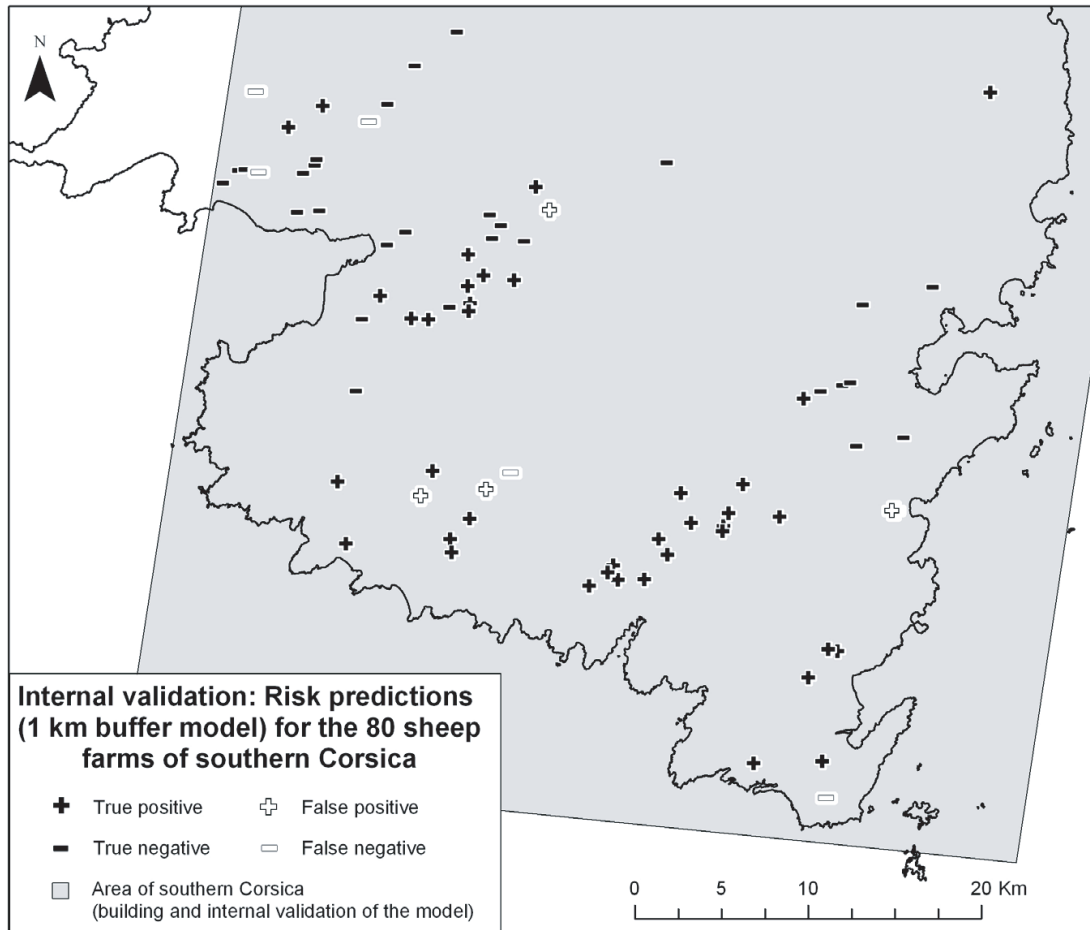 N
Internal validation: Risk predictions
(1 km buffer model) for the 80 sheep
farms of southern Corsica
True positive
False positive
True negative
False negative
Area of southern Corsica
(building and internal validation of the model)
0 5 10 20 Km